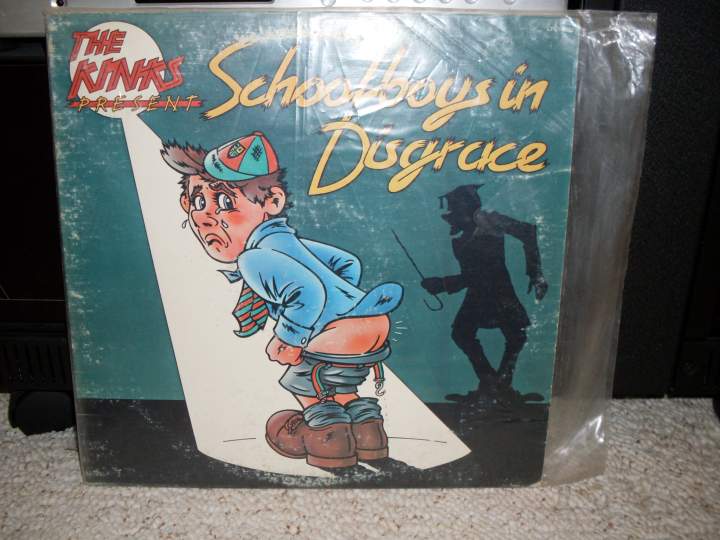 THE
KINKS
PRESENT
Schoolboys in
Disgrace